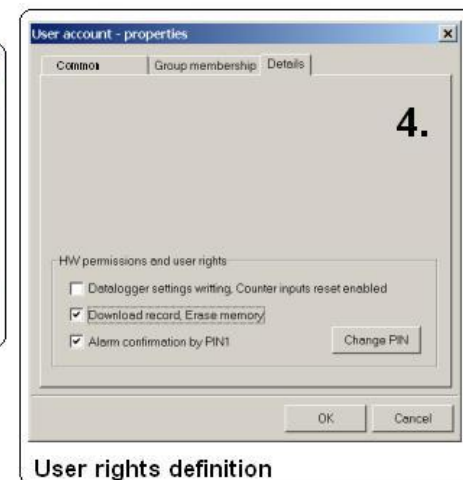 User account - properties
Common Group membership Details
4.
HW permissions and user rights
Datalogger settings writting, Counter inputs reset enabled
Download record, Erase memory
Alarm confirmation by PIN1
Change PIN
OK Cancel
User rights definition